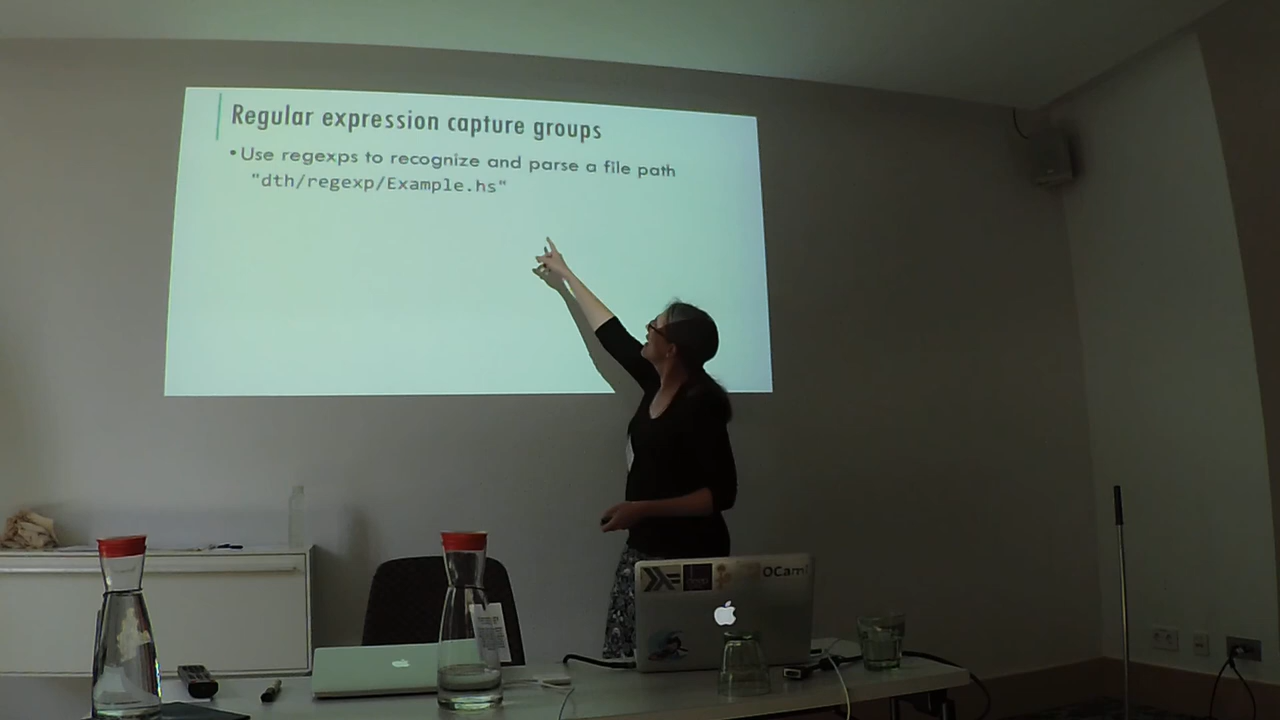 Regular expression capture groups
•Use regexps to recognize and parse a file path
"dth/regexp/Example.hs"
OCaml